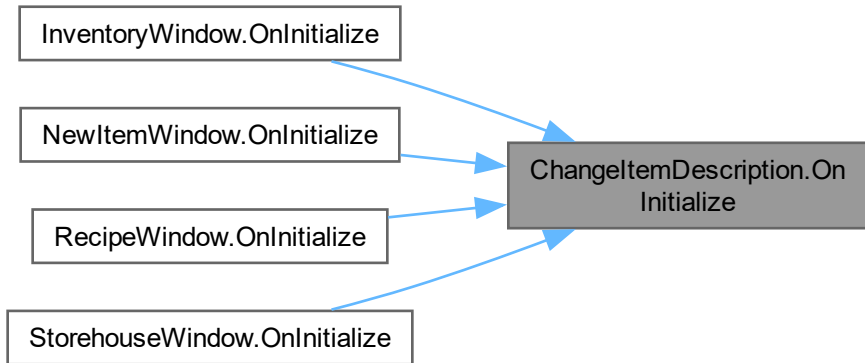 InventoryWindow.OnInitialize
NewItemWindow.OnInitialize
ChangeItemDescription.On
Initialize
RecipeWindow.OnInitialize
StorehouseWindow.OnInitialize